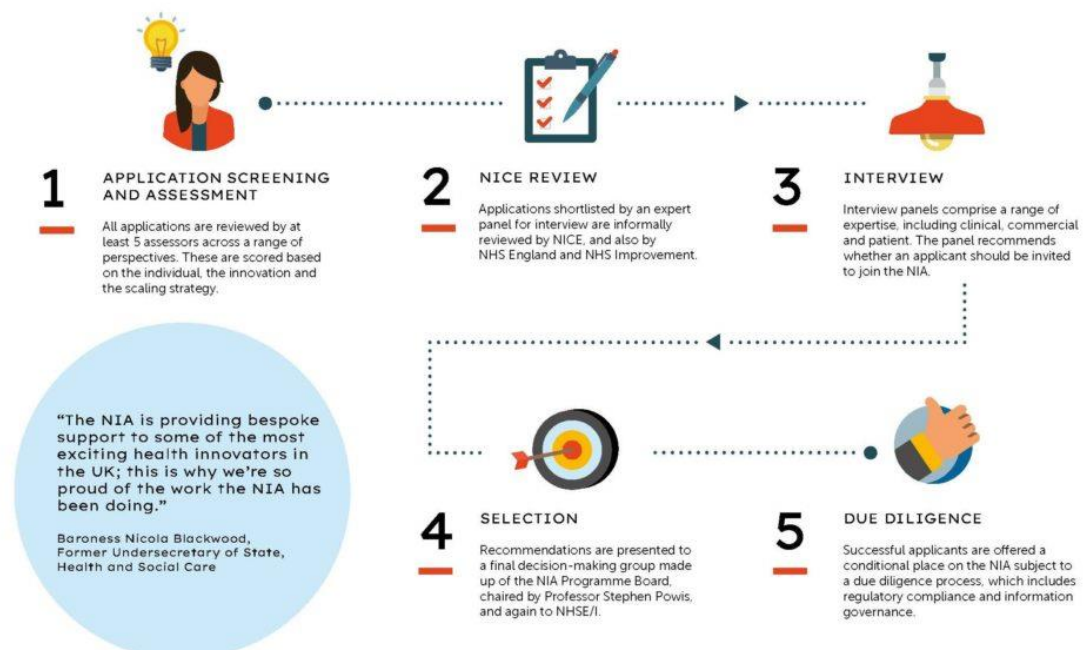 1
APPLICATION SCREENING
AND ASSESSMENT
All applications are reviewed by at
least 5 assessors across a range of
perspectives. These are scored based
on the individual, the innovation and
the scaling strategy.
2
NICE REVIEW
Applications shortlisted by an expert
panel for interview are informally
reviewed by NICE, and also by
NHS England and NHS Improvement.
3
INTERVIEW
Interview panels comprise a range of
expertise, including clinical, commercial
and patient. The panel recommends
whether an applicant should be invited
to join the NIA.
“The NIA is providing bespoke
support to some of the most
exciting health innovators in
the UK; this is why we’re so
proud of the work the NIA has
been doing.”
Baroness Nicola Blackwood,
Former Undersecretary of State,
Health and Social Care
4
SELECTION
Recommendations are presented to
a final decision-making group made
up of the NIA Programme Board,
chaired by Professor Stephen Powis,
and again to NHSE/I.
5
DUE DILIGENCE
Successful applicants are offered a
conditional place on the NIA subject to
a due diligence process, which includes
regulatory compliance and information
governance.